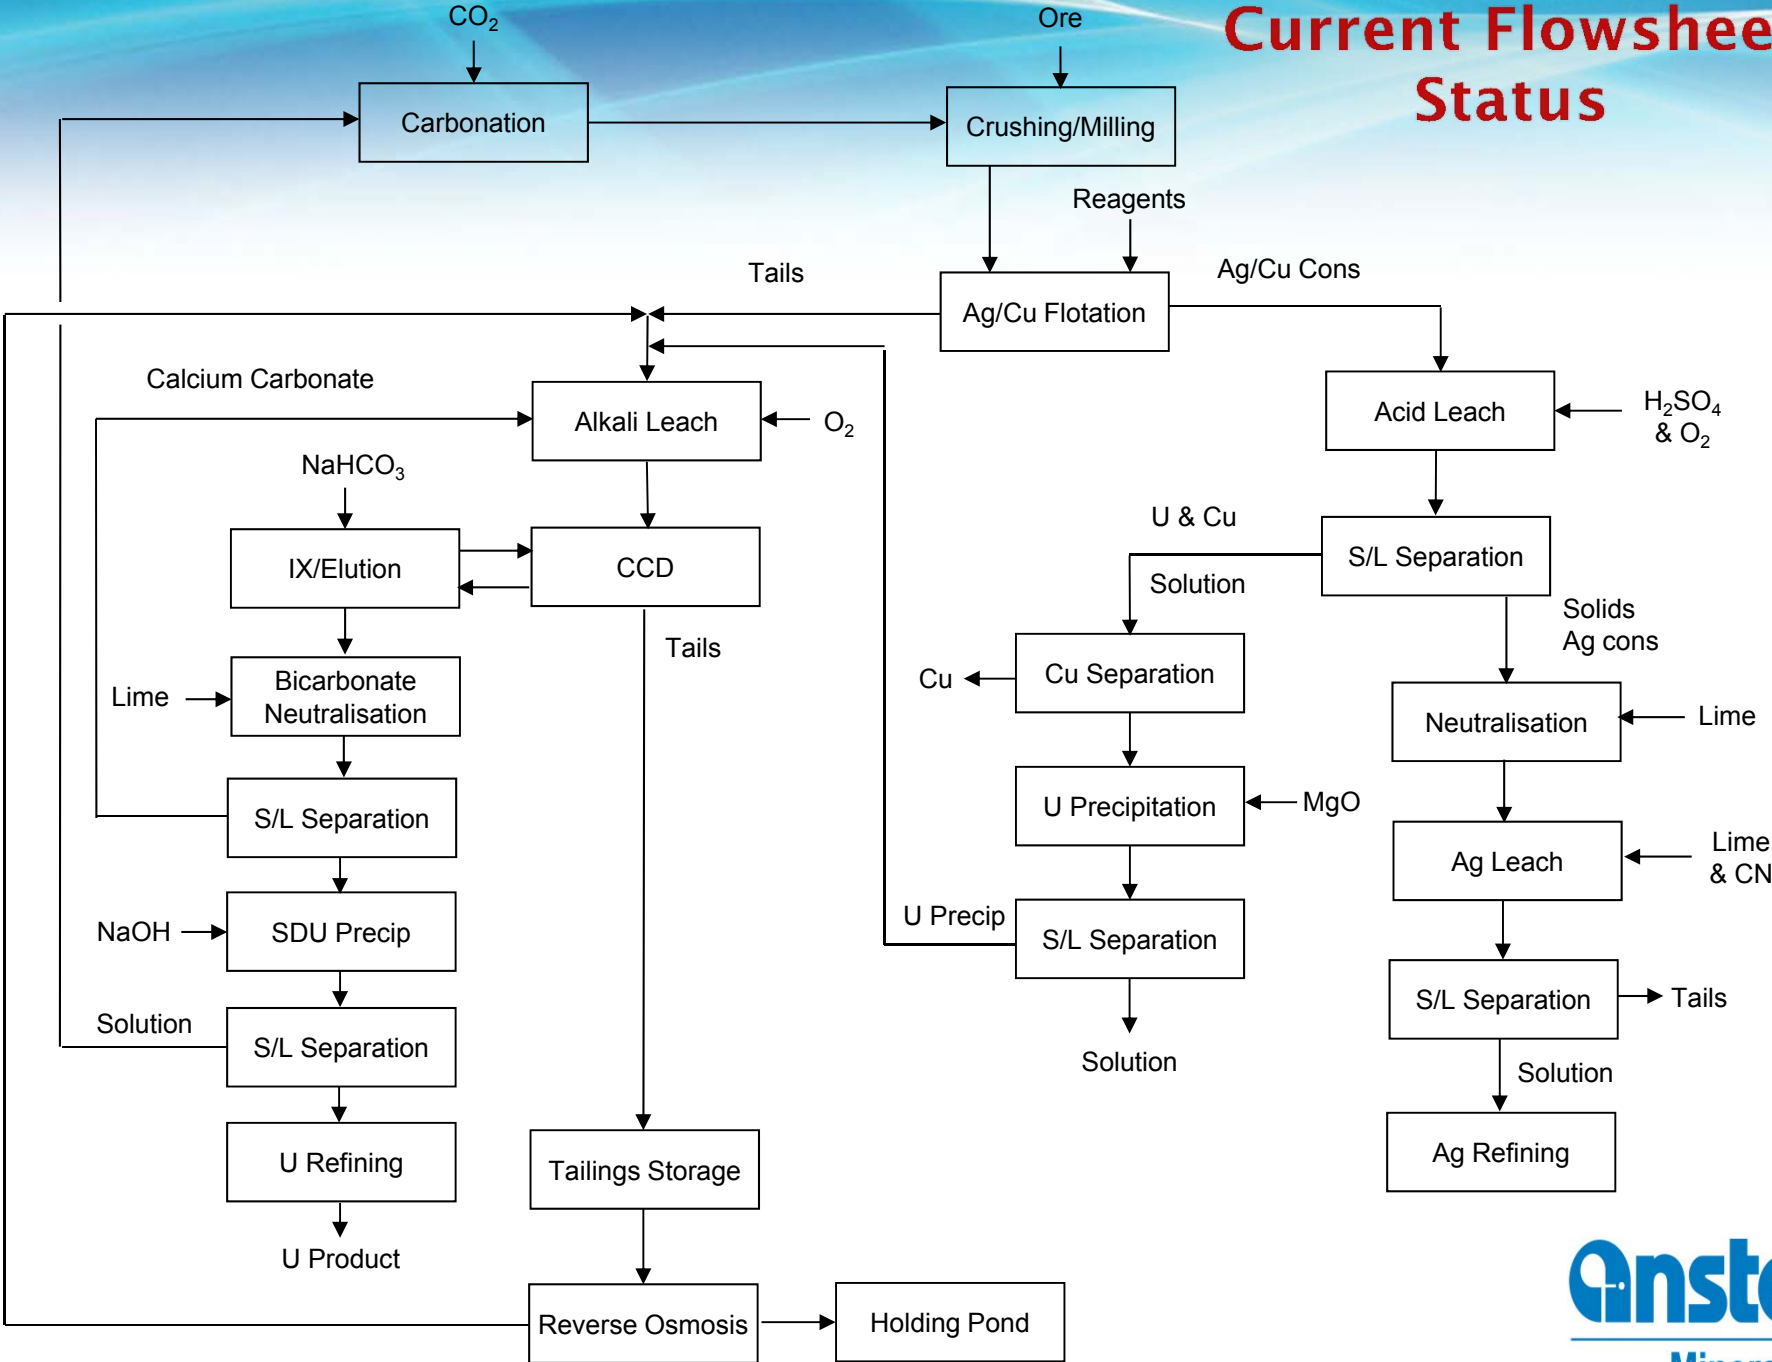 Current Flowshee
Status
CO₂
Ore
Carbonation
Crushing/Milling
Reagents
Tails
Ag/Cu Cons
Ag/Cu Flotation
Calcium Carbonate
Alkali Leach
O₂
Acid Leach
H₂SO₄
& O₂
NaHCO₃
U & Cu
IX/Elution
CCD
S/L Separation
Solution
Solids
Ag cons
Tails
Lime
Bicarbonate
Neutralisation
Cu
Cu Separation
Neutralisation
Lime
S/L Separation
U Precipitation
MgO
Ag Leach
Lime
& CN
NaOH
SDU Precip
U Precip
S/L Separation
S/L Separation
Tails
Solution
S/L Separation
Solution
Solution
U Refining
Tailings Storage
Ag Refining
U Product
Reverse Osmosis
Holding Pond
ansto